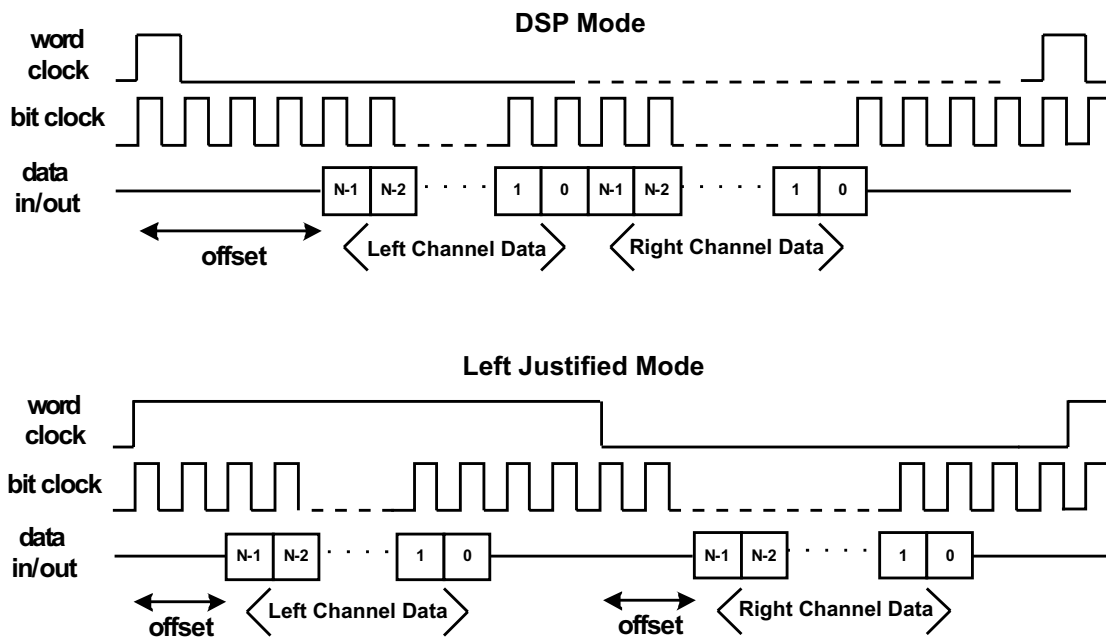 DSP Mode
word
clock
bit clock
data
in/out
N-1 N-2 . . . . . 1 0 N-1 N-2 . . . . . . 1 0
offset
Left Channel Data
Right Channel Data
Left Justified Mode
word
clock
bit clock
data
in/out
N-1 N-2 . . . . . 1 0 N-1 N-2 . . . . . . 1 0
offset
Left Channel Data
offset
Right Channel Data